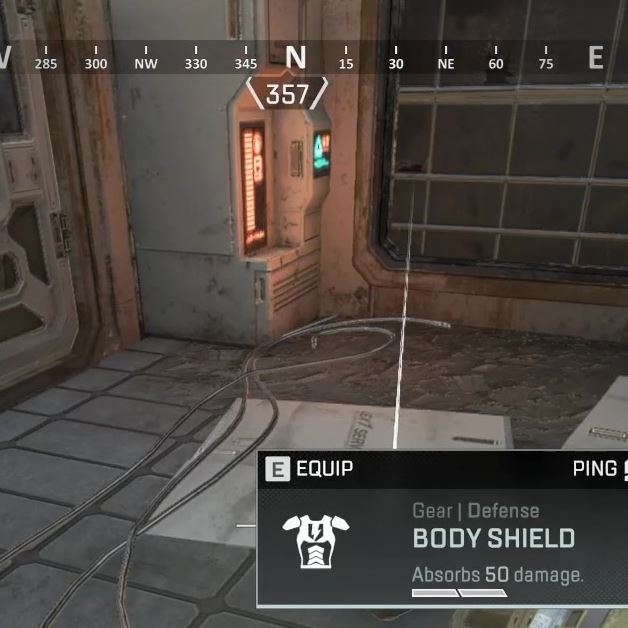 W 285 300 NW 330 345 N 15 30 NE 60 75 E
357
E EQUIP PING
Gear | Defense
BODY SHIELD
Absorbs 50 damage.